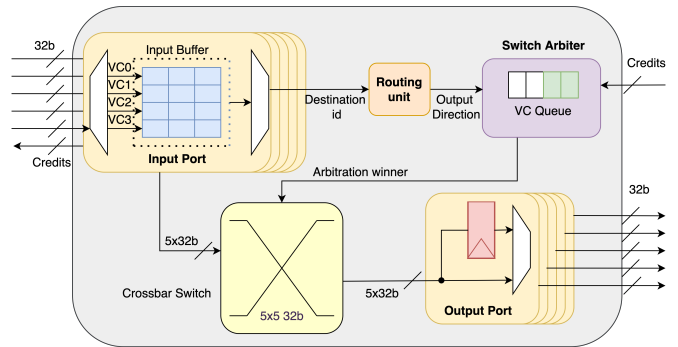 32b
Input Buffer
VC0
VC1
VC2
VC3
Input Port
Credits
Destination
id
Routing
unit
Output
Direction
Switch Arbiter
VC Queue
Credits
Arbitration winner
5x32b
Crossbar Switch
5x5 32b
5x32b
Output Port
32b